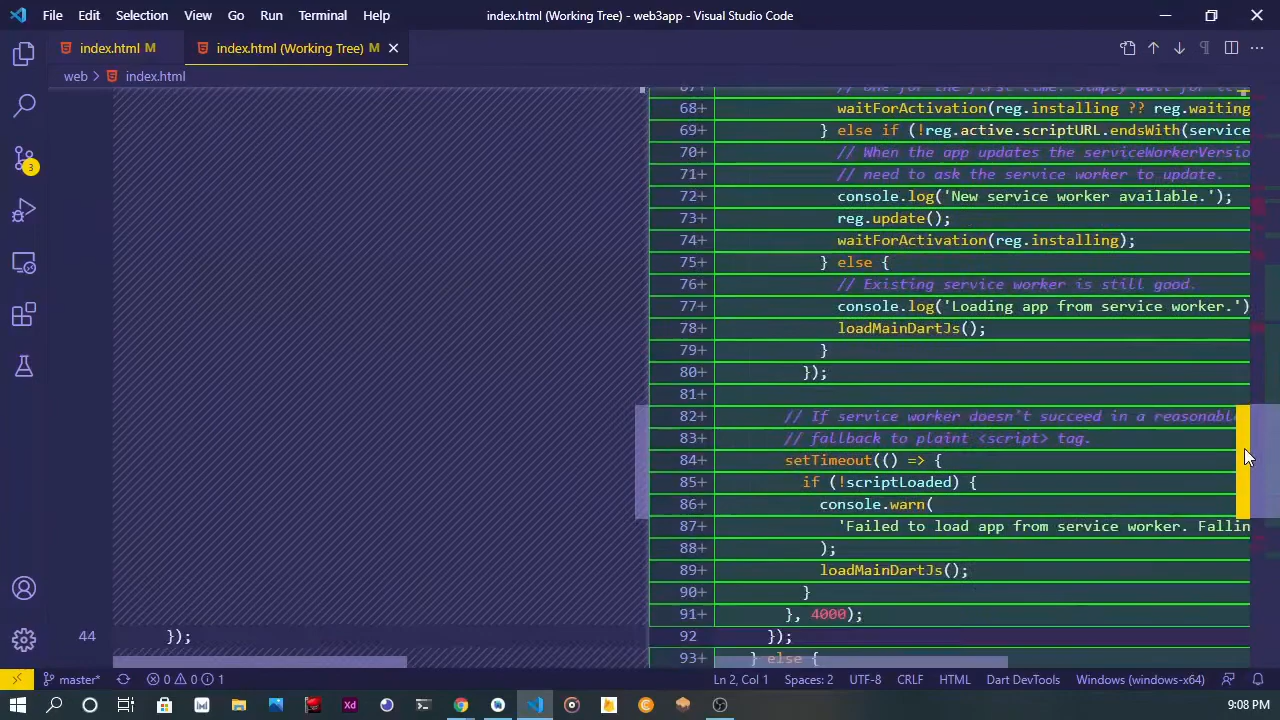 File Edit Selection View Go Run Terminal Help index.html (Working Tree) - web3app - Visual Studio Code
index.html M index.html (Working Tree) M
web > index.html
68+ waitForActivation(reg.installing ?? reg.waiting
69+ } else if (!reg.active.scriptURL.endsWith(service
70+ // When the app updates the serviceWorkerVersio
71+ // need to ask the service worker to update.
72+ console.log('New service worker available.');
73+ reg.update();
74+ waitForActivation(reg.installing);
75+ } else {
76+ // Existing service worker is still good.
77+ console.log('Loading app from service worker.')
78+ loadMainDartJs();
79+ }
80+ });
81+
82+ // If service worker doesn't succeed in a reasonable
83+ // fallback to plaint <script> tag.
84+ setTimeout(() => {
85+ if (!scriptLoaded) {
86+ console.warn(
87+ 'Failed to load app from service worker. Fallin
88+ );
89+ loadMainDartJs();
90+ }
91+ }, 4000);
44 }); 92 });
93+ } else {
3
master* 0 0 1 Ln 2, Col 1 Spaces: 2 UTF-8 CRLF HTML Dart DevTools Windows (windows-x64)
Xd 9:08 PM